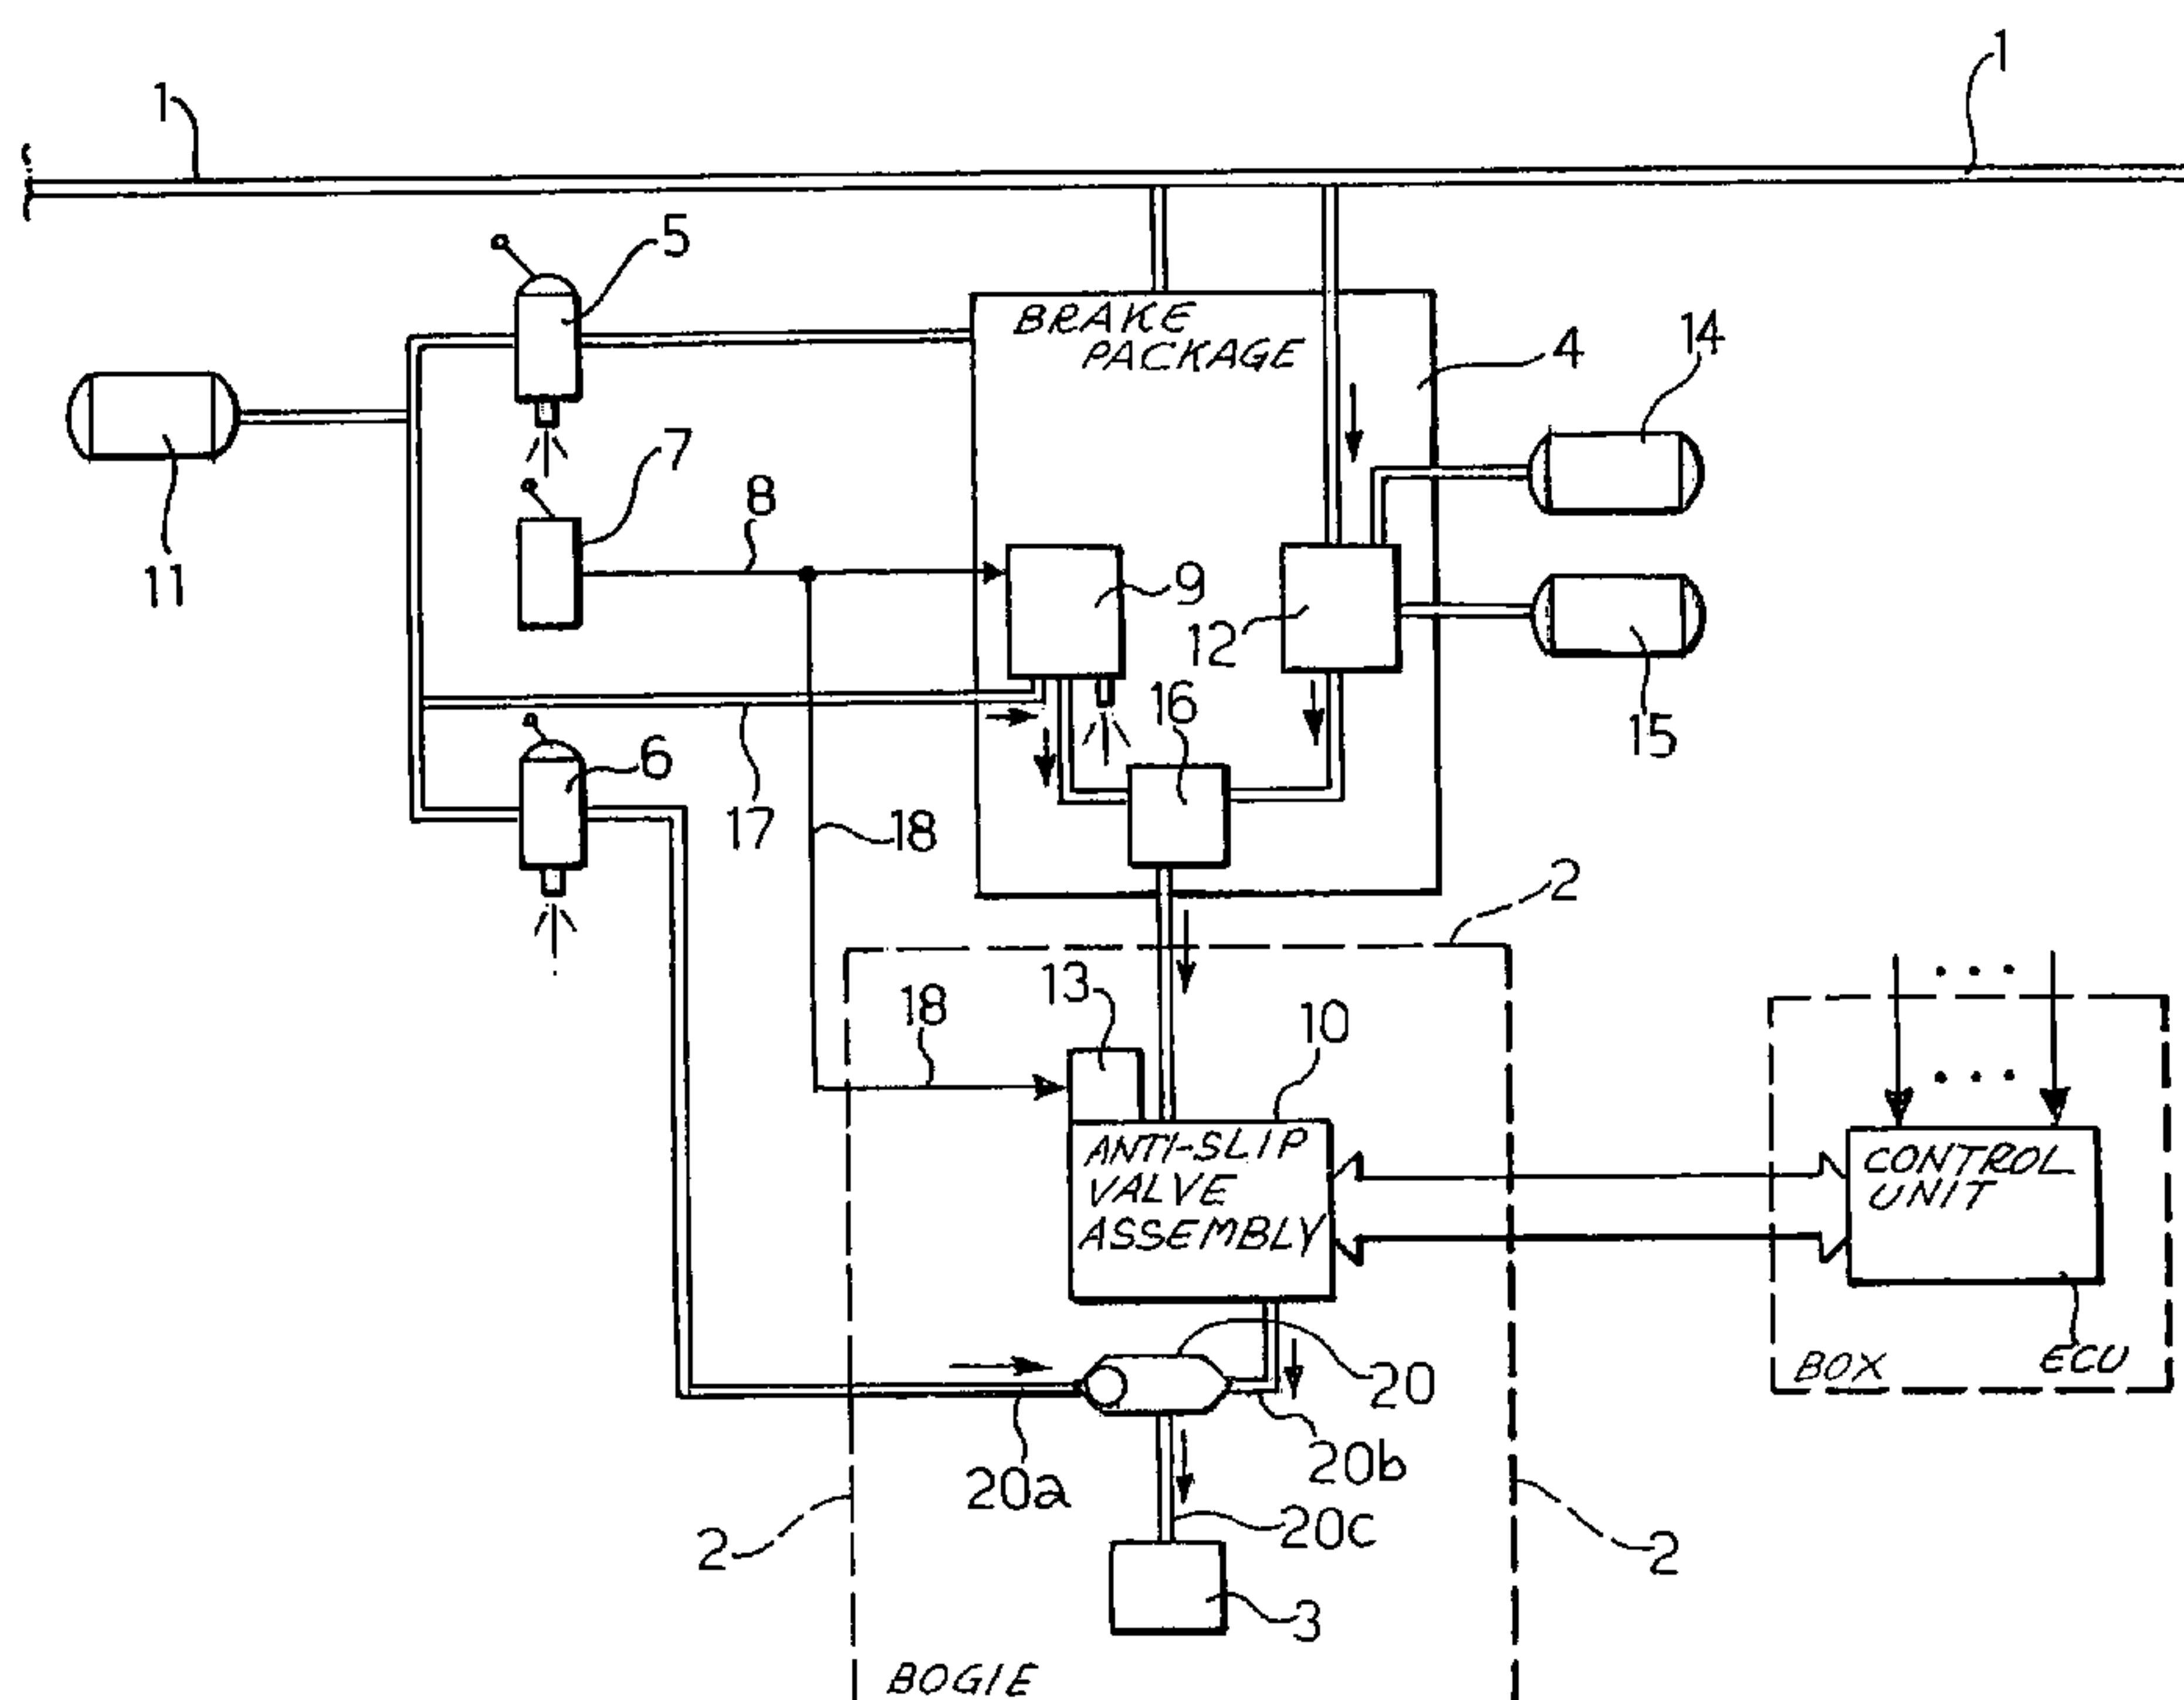 1
1
5
BRAKE
PACKAGE
4
14
7
8
11
9
12
16
15
6
17
18
2
13
18
10
ANTI-SLIP
VALVE
ASSEMBLY
CONTROL
UNIT
BOX
ECU
20
20b
20a
20c
2
2
3
BOGIE